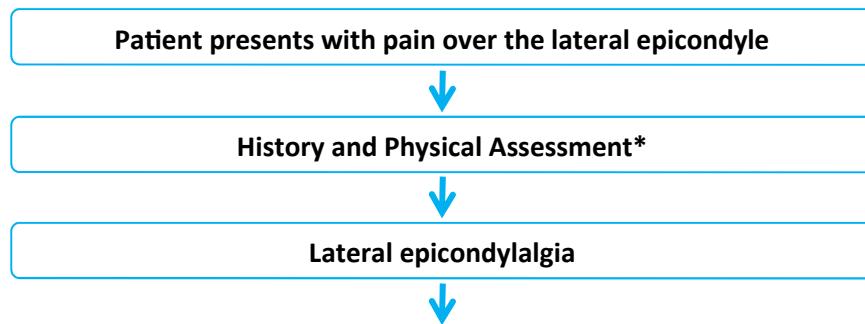 Patient presents with pain over the lateral epicondyle
History and Physical Assessment*
Lateral epicondylalgia